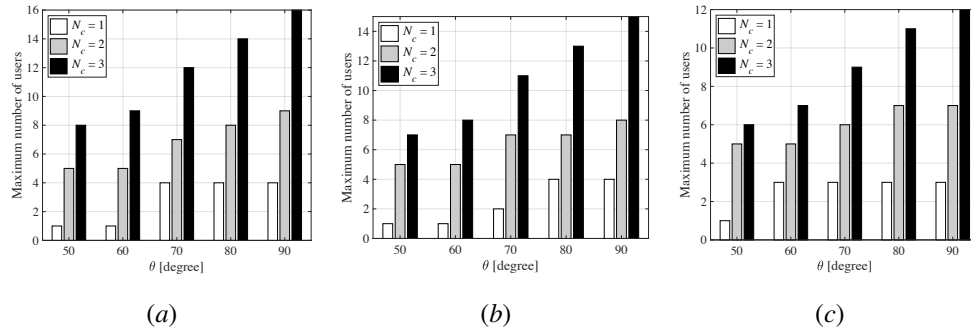 16
14
12
10
8
6
4
2
0
Maximum number of users
N_c = 1
N_c = 2
N_c = 3
50 60 70 80 90
θ [degree]
(a)
14
12
10
8
6
4
2
0
Maximum number of users
N_c = 1
N_c = 2
N_c = 3
50 60 70 80 90
θ [degree]
(b)
12
10
8
6
4
2
0
Maximum number of users
N_c = 1
N_c = 2
N_c = 3
50 60 70 80 90
θ [degree]
(c)